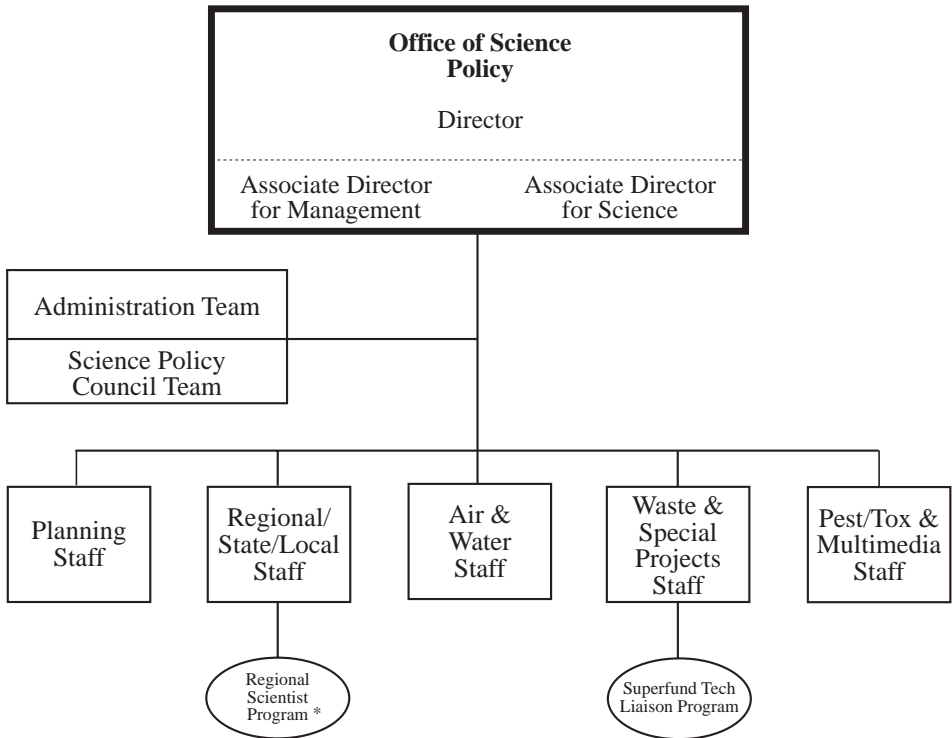 Office of Science
Policy
Director
Associate Director
for Management
Associate Director
for Science
Administration Team
Science Policy
Council Team
Planning
Staff
Regional/
State/Local
Staff
Air &
Water
Staff
Waste &
Special
Projects
Staff
Pest/Tox &
Multimedia
Staff
Regional
Scientist
Program *
Superfund Tech
Liaison Program